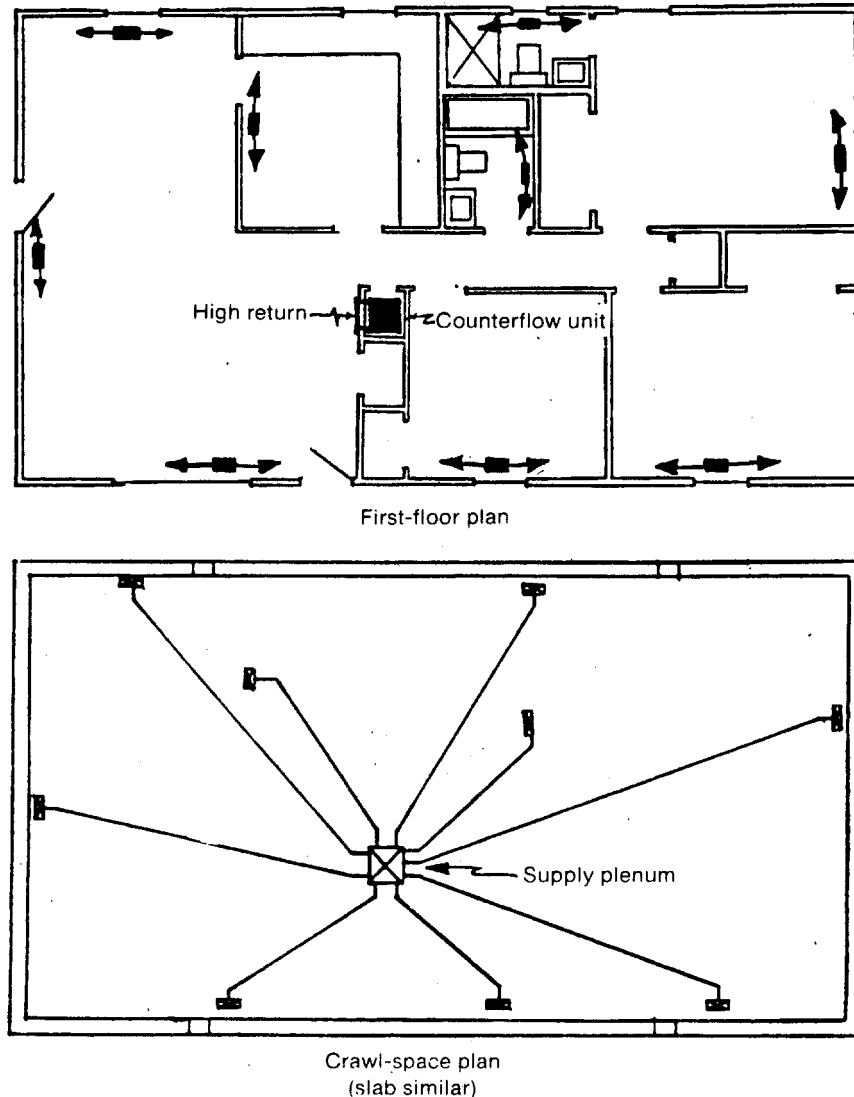 High return
Counterflow unit
First-floor plan
Supply plenum
Crawl-space plan
(slab similar)